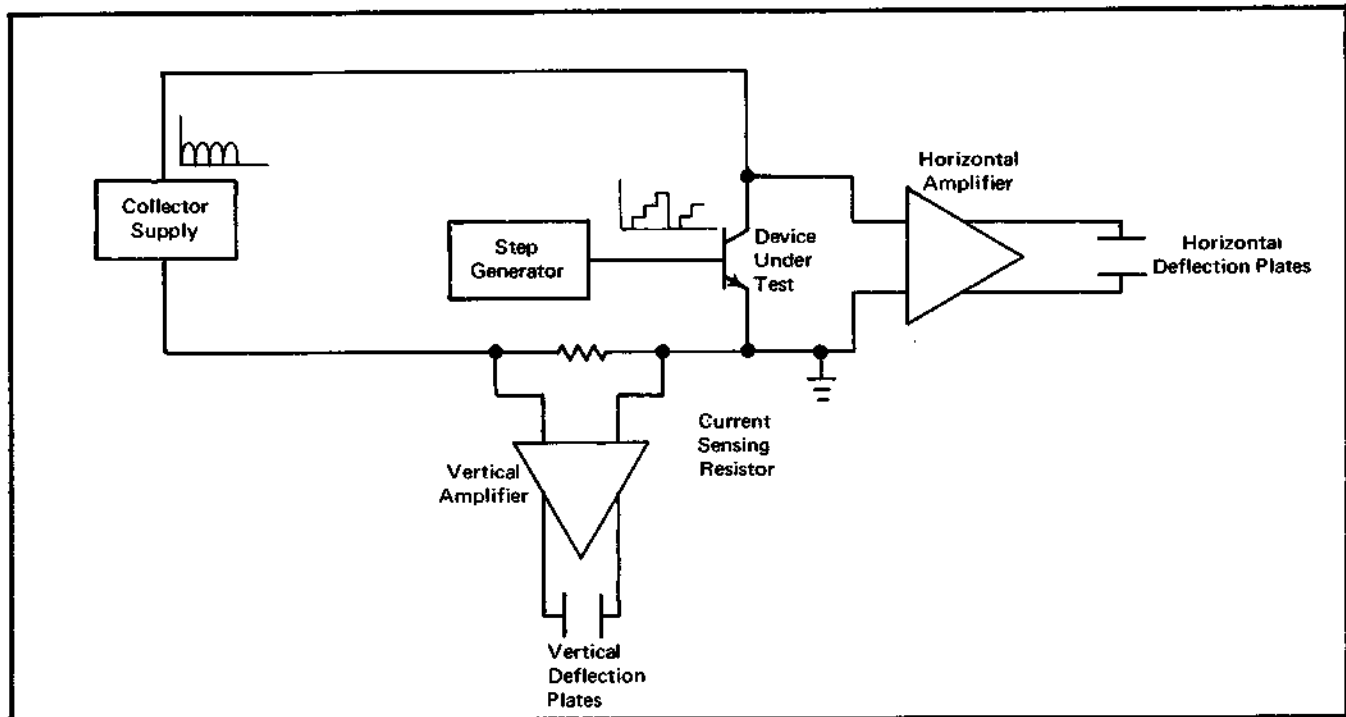 Collector
Supply
Step
Generator
Device
Under
Test
Horizontal
Amplifier
Horizontal
Deflection Plates
Current
Sensing
Resistor
Vertical
Amplifier
Vertical
Deflection
Plates